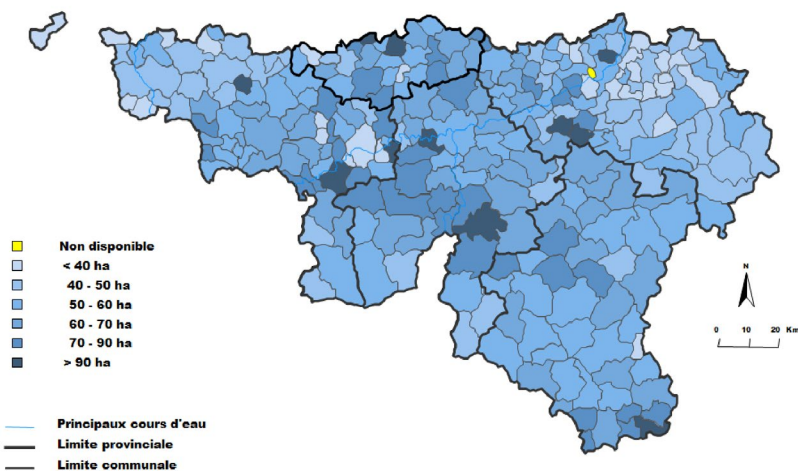 Non disponible
< 40 ha
40 - 50 ha
50 - 60 ha
60 - 70 ha
70 - 90 ha
> 90 ha
Principaux cours d'eau
Limite provinciale
Limite communale
N
0 10 20 Km